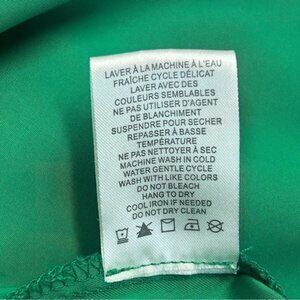 LAVER À LA MACHINE À L'EAU
FRAÎCHE CYCLE DÉLICAT
LAVER AVEC DES
COULEURS SEMBLABLES
NE PAS UTILISER D'AGENT
DE BLANCHIMENT
SUSPENDRE POUR SECHER
REPASSER À BASSE
TEMPÉRATURE
NE PAS NETTOYER À SEC
MACHINE WASH IN COLD
WATER GENTLE CYCLE
WASH WITH LIKE COLORS
DO NOT BLEACH
HANG TO DRY
COOL IRON IF NEEDED
DO NOT DRY CLEAN